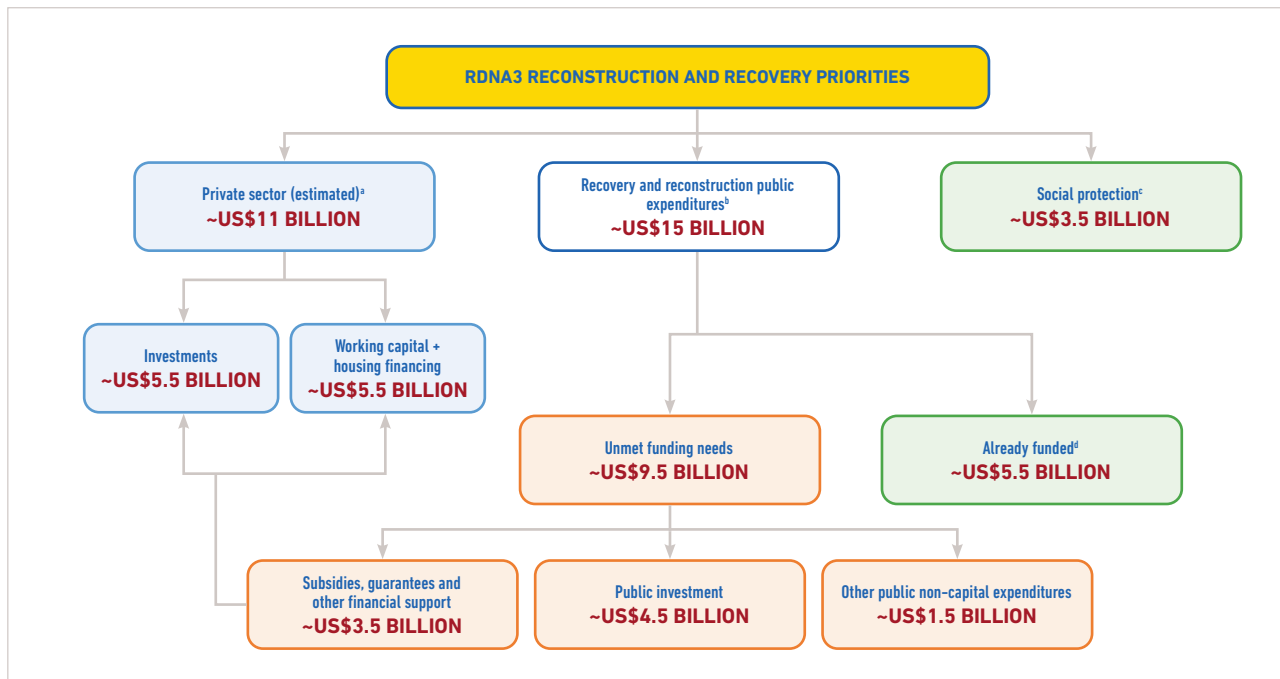 RDNA3 RECONSTRUCTION AND RECOVERY PRIORITIES
Private sector (estimated)ᵃ
~US$11 BILLION
Recovery and reconstruction public
expendituresᵇ
~US$15 BILLION
Social protectionᶜ
~US$3.5 BILLION
Investments
~US$5.5 BILLION
Working capital +
housing financing
~US$5.5 BILLION
Unmet funding needs
~US$9.5 BILLION
Already fundedᵈ
~US$5.5 BILLION
Subsidies, guarantees and
other financial support
~US$3.5 BILLION
Public investment
~US$4.5 BILLION
Other public non-capital expenditures
~US$1.5 BILLION